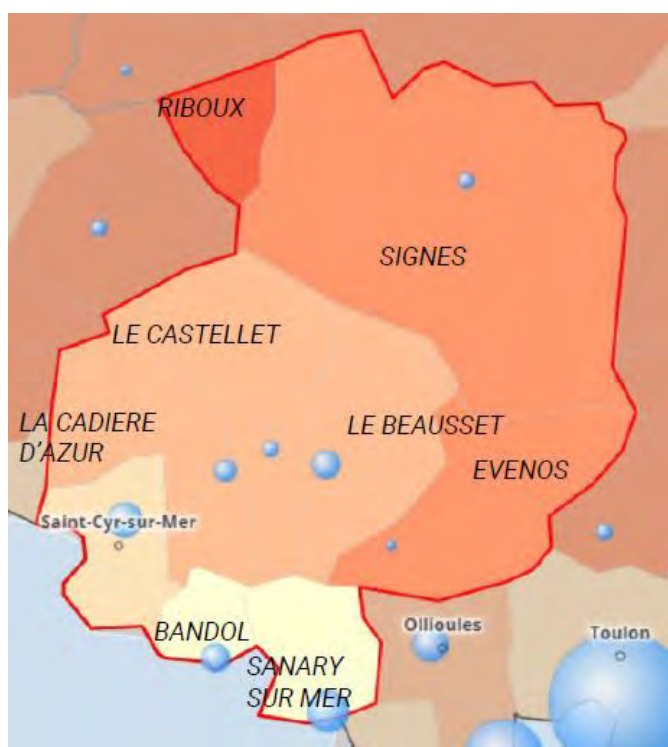 RIBOUX
SIGNES
LE CASTELLET
LA CADIERE
D'AZUR
LE BEAUSSET
EVENOS
Saint-Cyr-sur-Mer
BANDOL
Ollioules
Toulon
SANARY
SUR MER